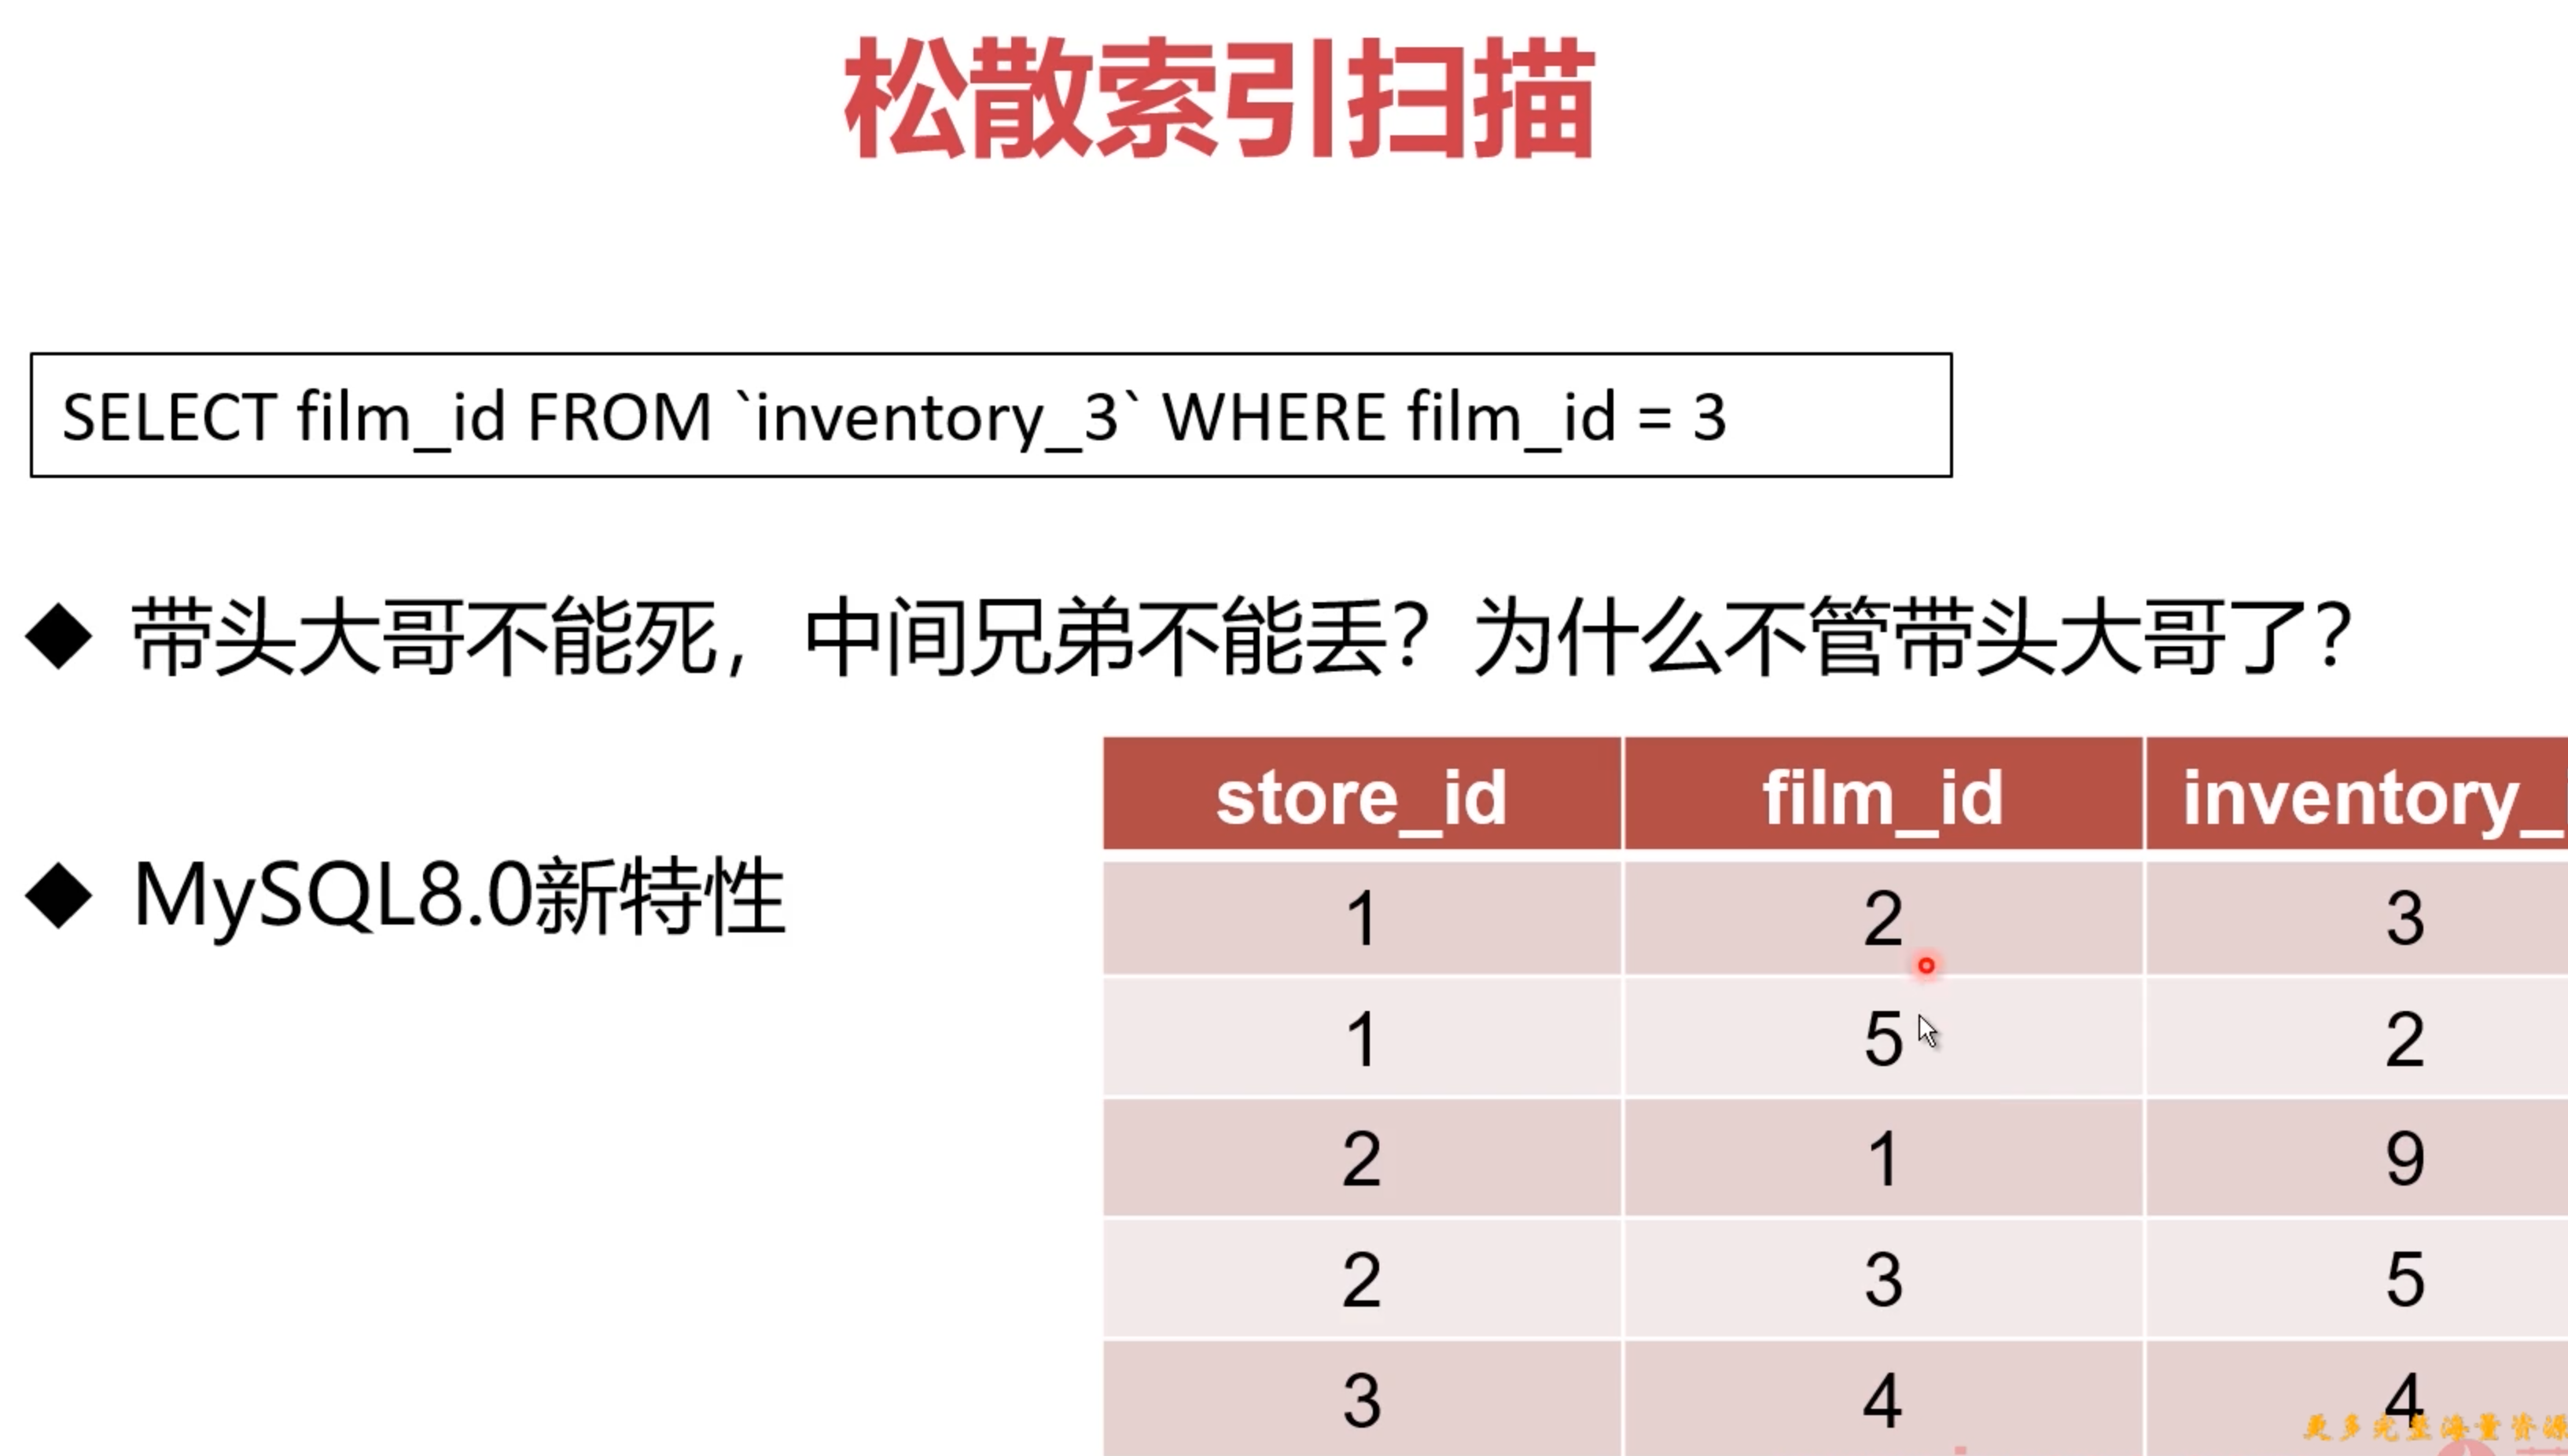 松散索引扫描
SELECT film_id FROM `inventory_3` WHERE film_id = 3
◆ 带头大哥不能死，中间兄弟不能丢？为什么不管带头大哥了？
◆ MySQL8.0新特性
store_id film_id inventory_
1 2 3
1 5 2
2 1 9
2 3 5
3 4 4
更多完整海量资源